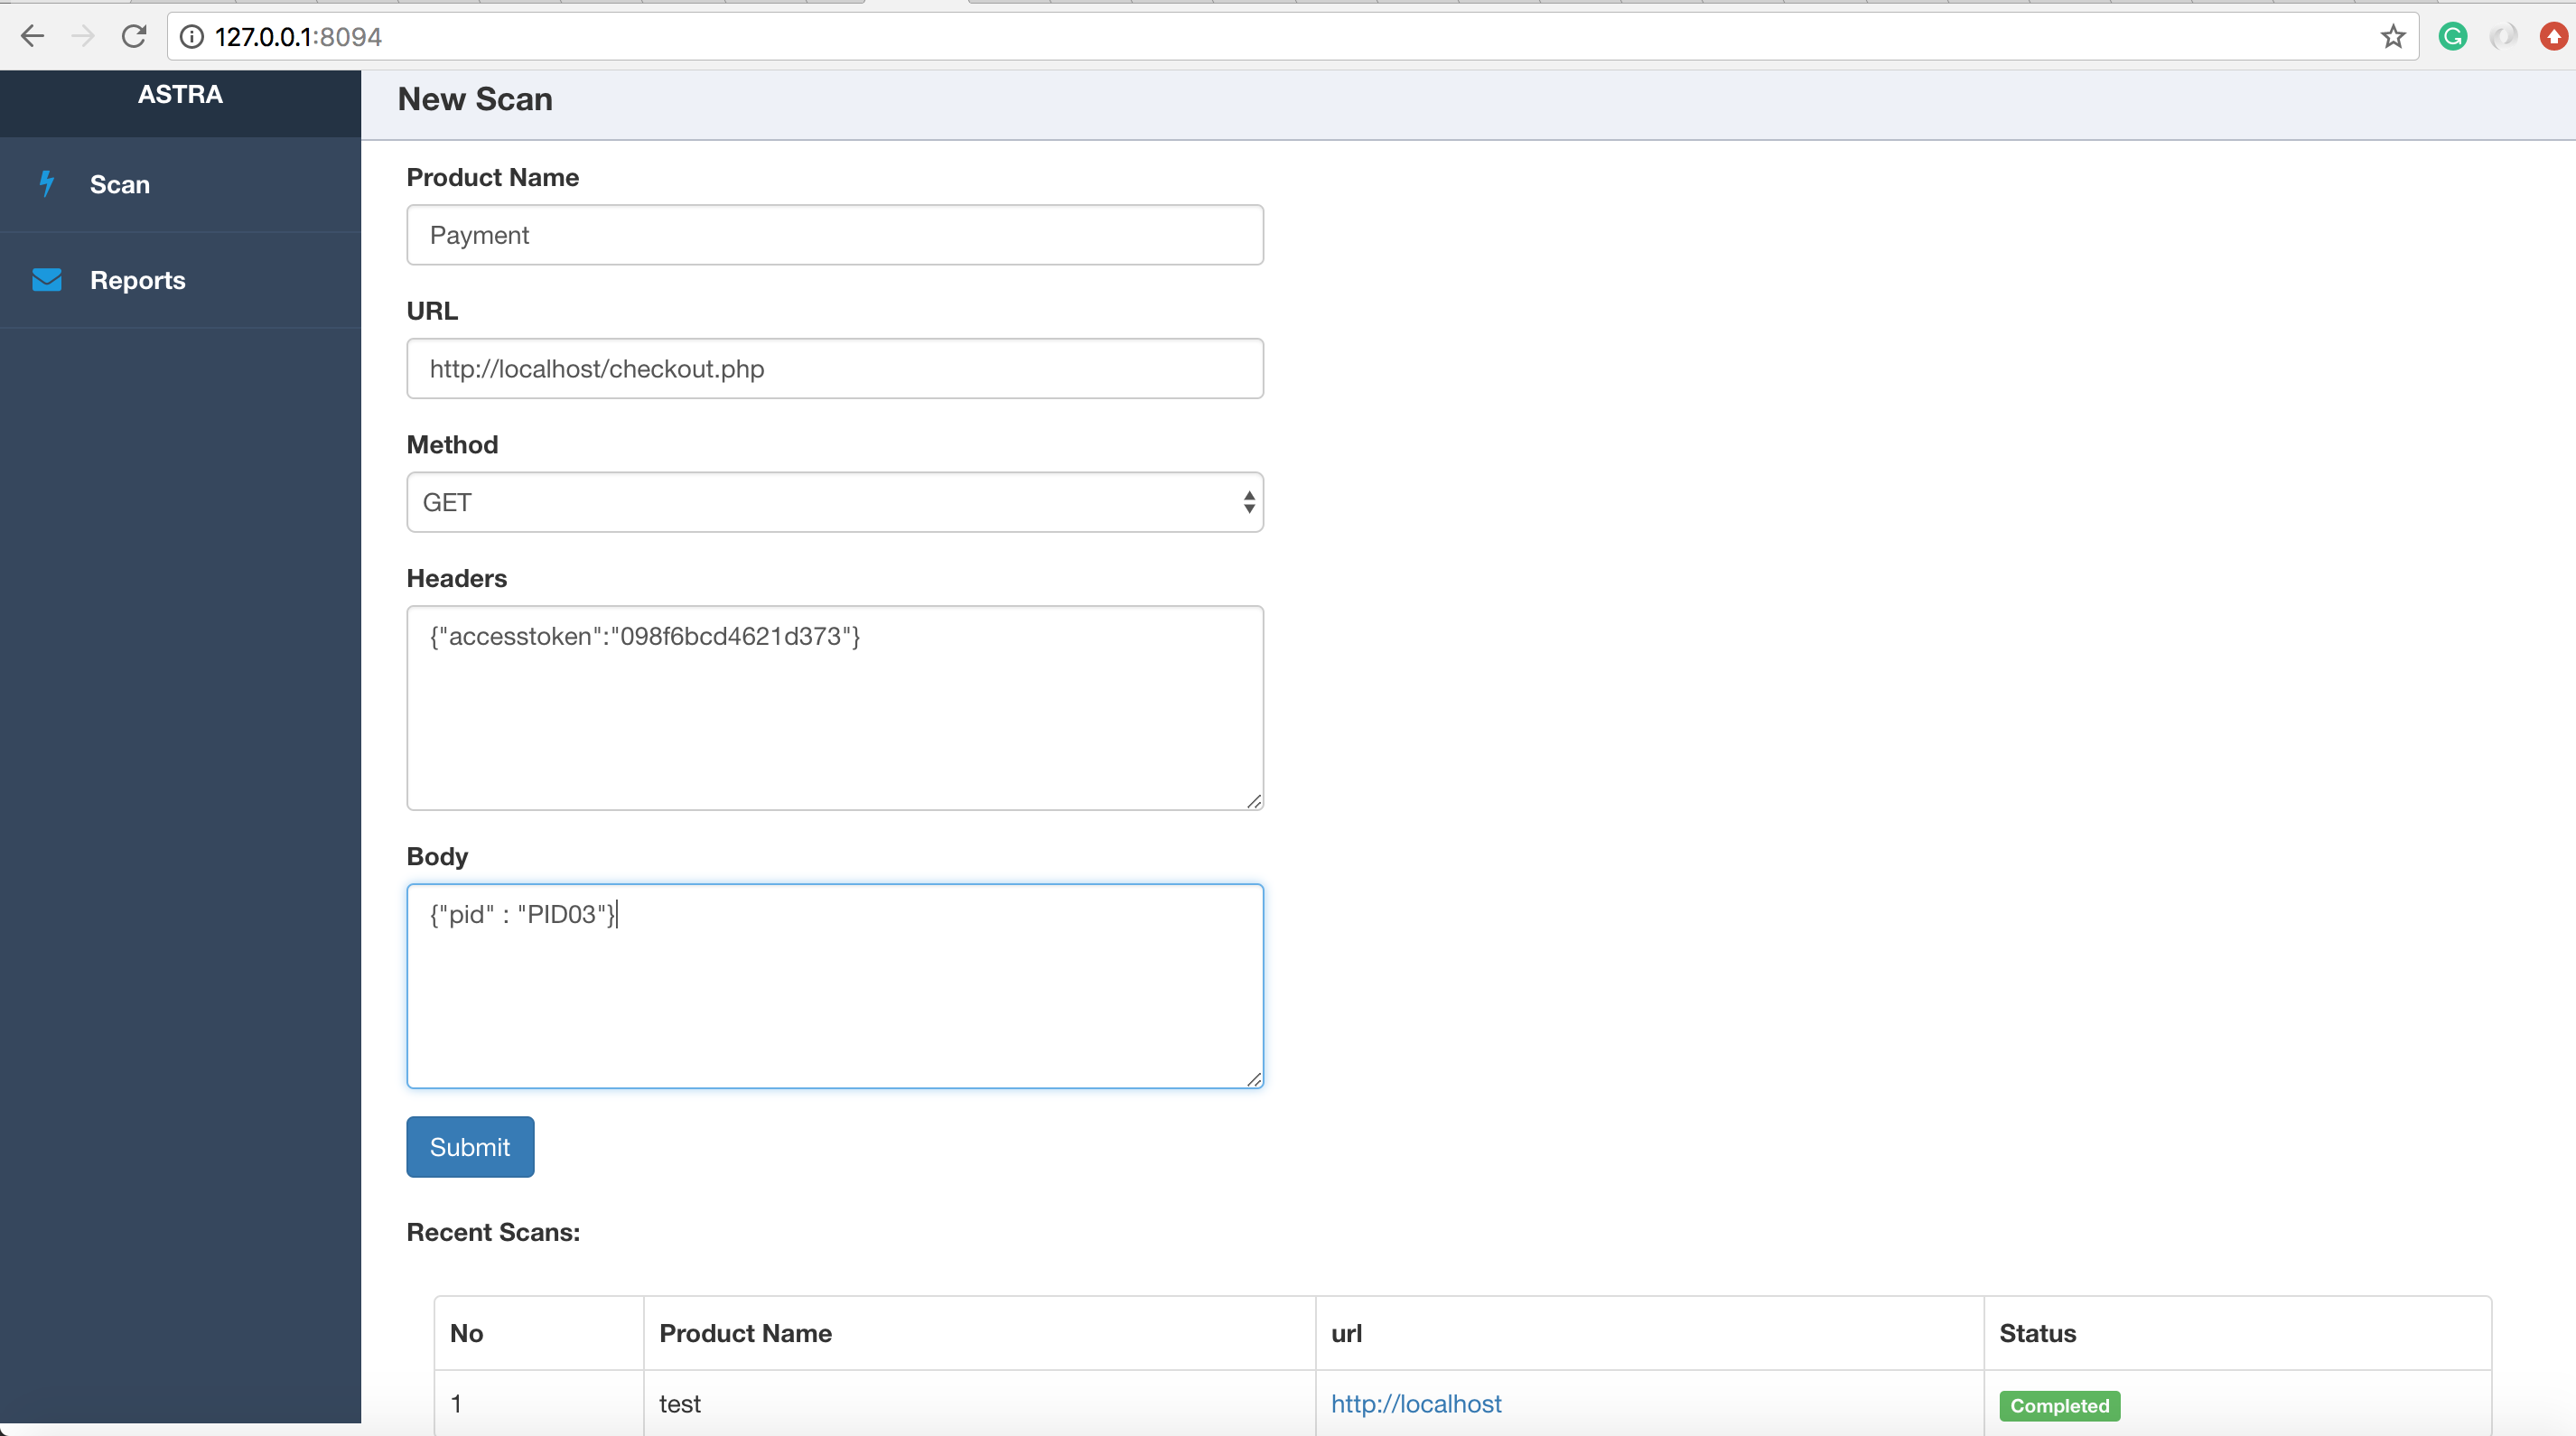 127.0.0.1:8094
ASTRA
New Scan
Scan
Reports
Product Name
Payment
URL
http://localhost/checkout.php
Method
GET
Headers
{"accesstoken":"098f6bcd4621d373"}
Body
{"pid" : "PID03"}
Submit
Recent Scans:
No Product Name url Status
1 test http://localhost Completed